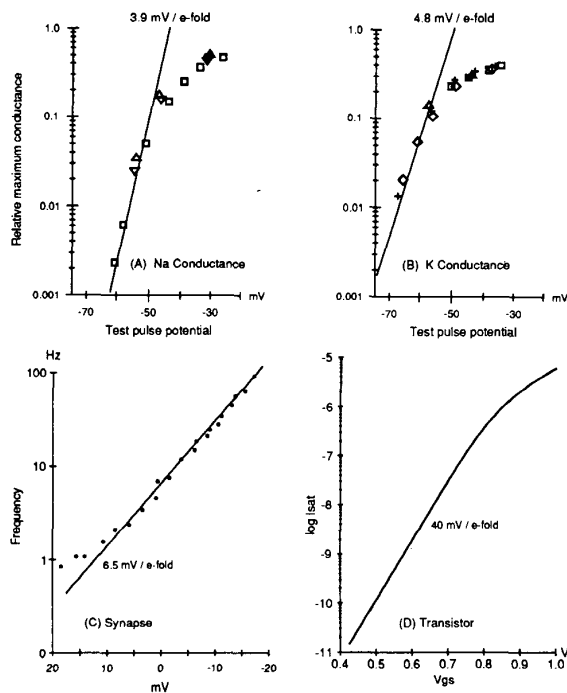 3.9 mV / e-fold
1.0
0.1
0.01
0.001
Relative maximum conductance
(A) Na Conductance
-70
-50
-30
mV
Test pulse potential
4.8 mV / e-fold
1.0
0.1
0.01
0.001
(B) K Conductance
-70
-50
-30
mV
Test pulse potential
Hz
100
10
1
0
Frequency
6.5 mV / e-fold
(C) Synapse
20
10
0
-10
-20
mV
-5
-6
-7
-8
-9
-10
-11
log Isat
40 mV / e-fold
(D) Transistor
0.4
0.5
0.6
0.7
0.8
0.9
1.0
V
Vgs